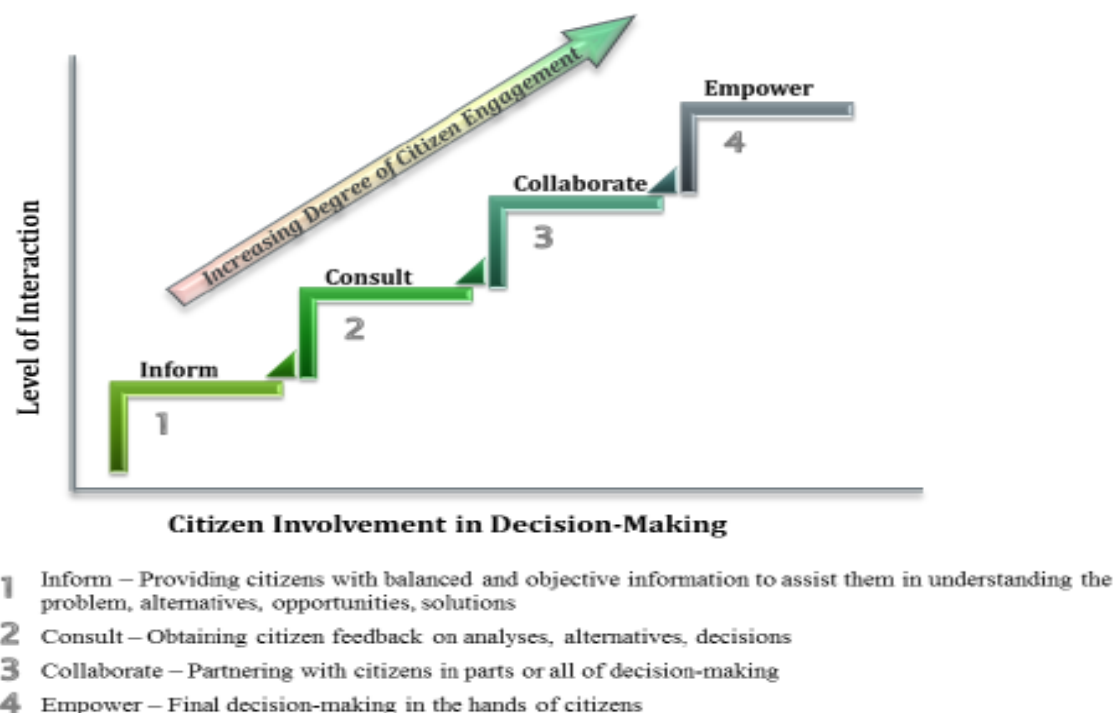 Increasing Degree of Citizen Engagement
Empower
4
Collaborate
3
Consult
2
Inform
1
Level of Interaction
Citizen Involvement in Decision-Making
1 Inform – Providing citizens with balanced and objective information to assist them in understanding the
problem, alternatives, opportunities, solutions
2 Consult – Obtaining citizen feedback on analyses, alternatives, decisions
3 Collaborate – Partnering with citizens in parts or all of decision-making
4 Empower – Final decision-making in the hands of citizens